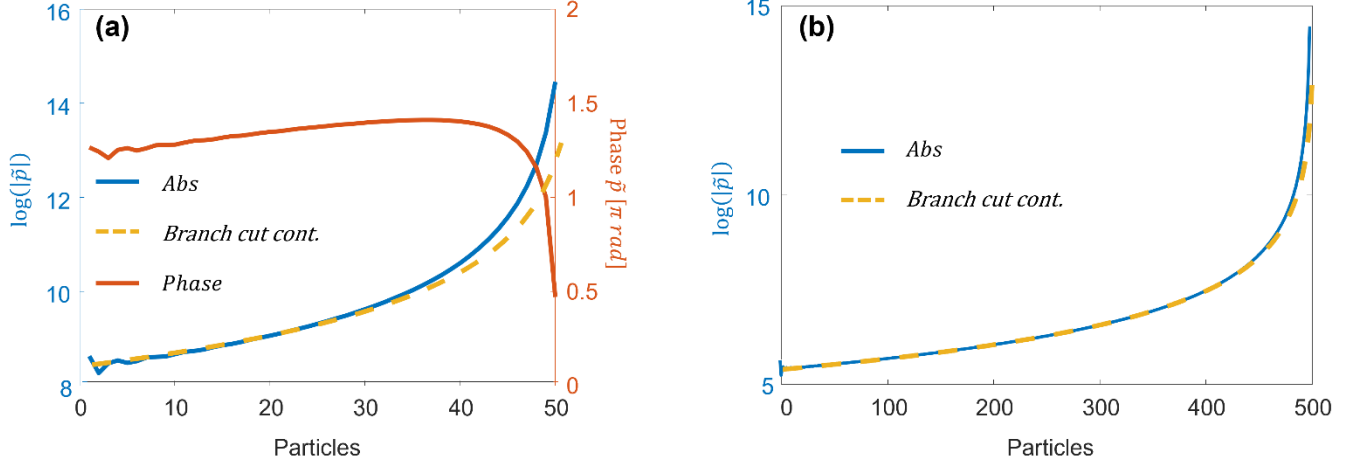 (a)
16
14
12
10
8
log(|p̃|)
2
1.5
1
0.5
0
Phase p̃ [π rad]
Abs
Branch cut cont.
Phase
0 10 20 30 40 50
Particles
(b)
15
10
5
log(|p̃|)
Abs
Branch cut cont.
0 100 200 300 400 500
Particles